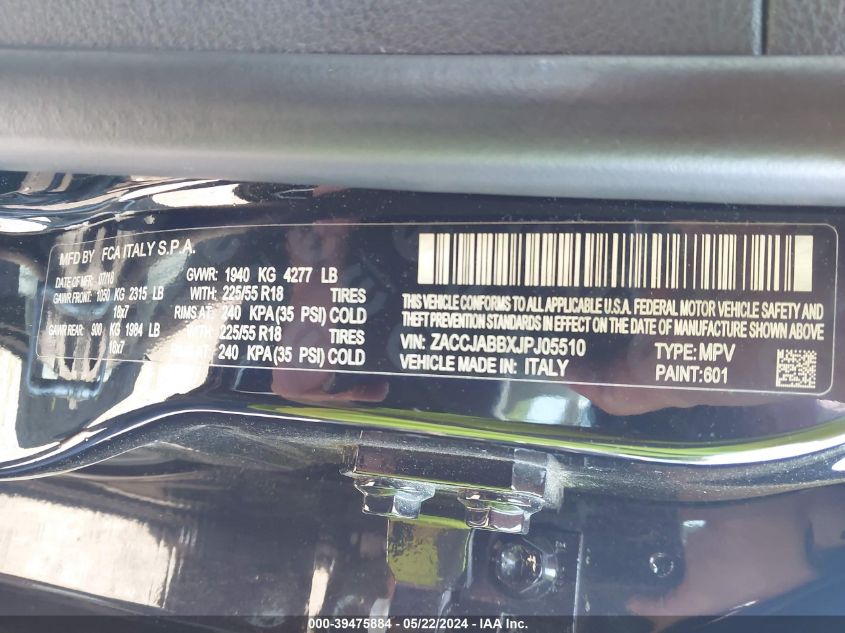 MFD BY FCA ITALY S.P.A.
DATE OF MFR: 07/18 GVWR: 1940 KG 4277 LB
GAWR FRONT: 1050 KG 2315 LB WITH: 225/55 R18 TIRES
18x7 RIMS AT: 240 KPA(35 PSI) COLD
GAWR REAR: 900 KG 1984 LB WITH: 225/55 R18 TIRES
18x7 RIMS AT: 240 KPA(35 PSI) COLD
THIS VEHICLE CONFORMS TO ALL APPLICABLE U.S.A. FEDERAL MOTOR VEHICLE SAFETY AND
THEFT PREVENTION STANDARDS IN EFFECT ON THE DATE OF MANUFACTURE SHOWN ABOVE
VIN: ZACCJABBXJPJ05510 TYPE: MPV
VEHICLE MADE IN: ITALY PAINT: 601
000-39475884 / 05/22/2024 - IAA Inc.